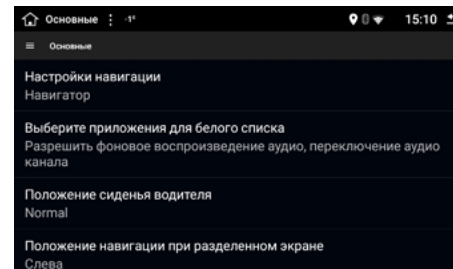 Основные -1°
15:10
Основные
Настройки навигации
Навигатор
Выберите приложения для белого списка
Разрешить фоновое воспроизведение аудио, переключение аудио
канала
Положение сиденья водителя
Normal
Положение навигации при разделенном экране
Слева